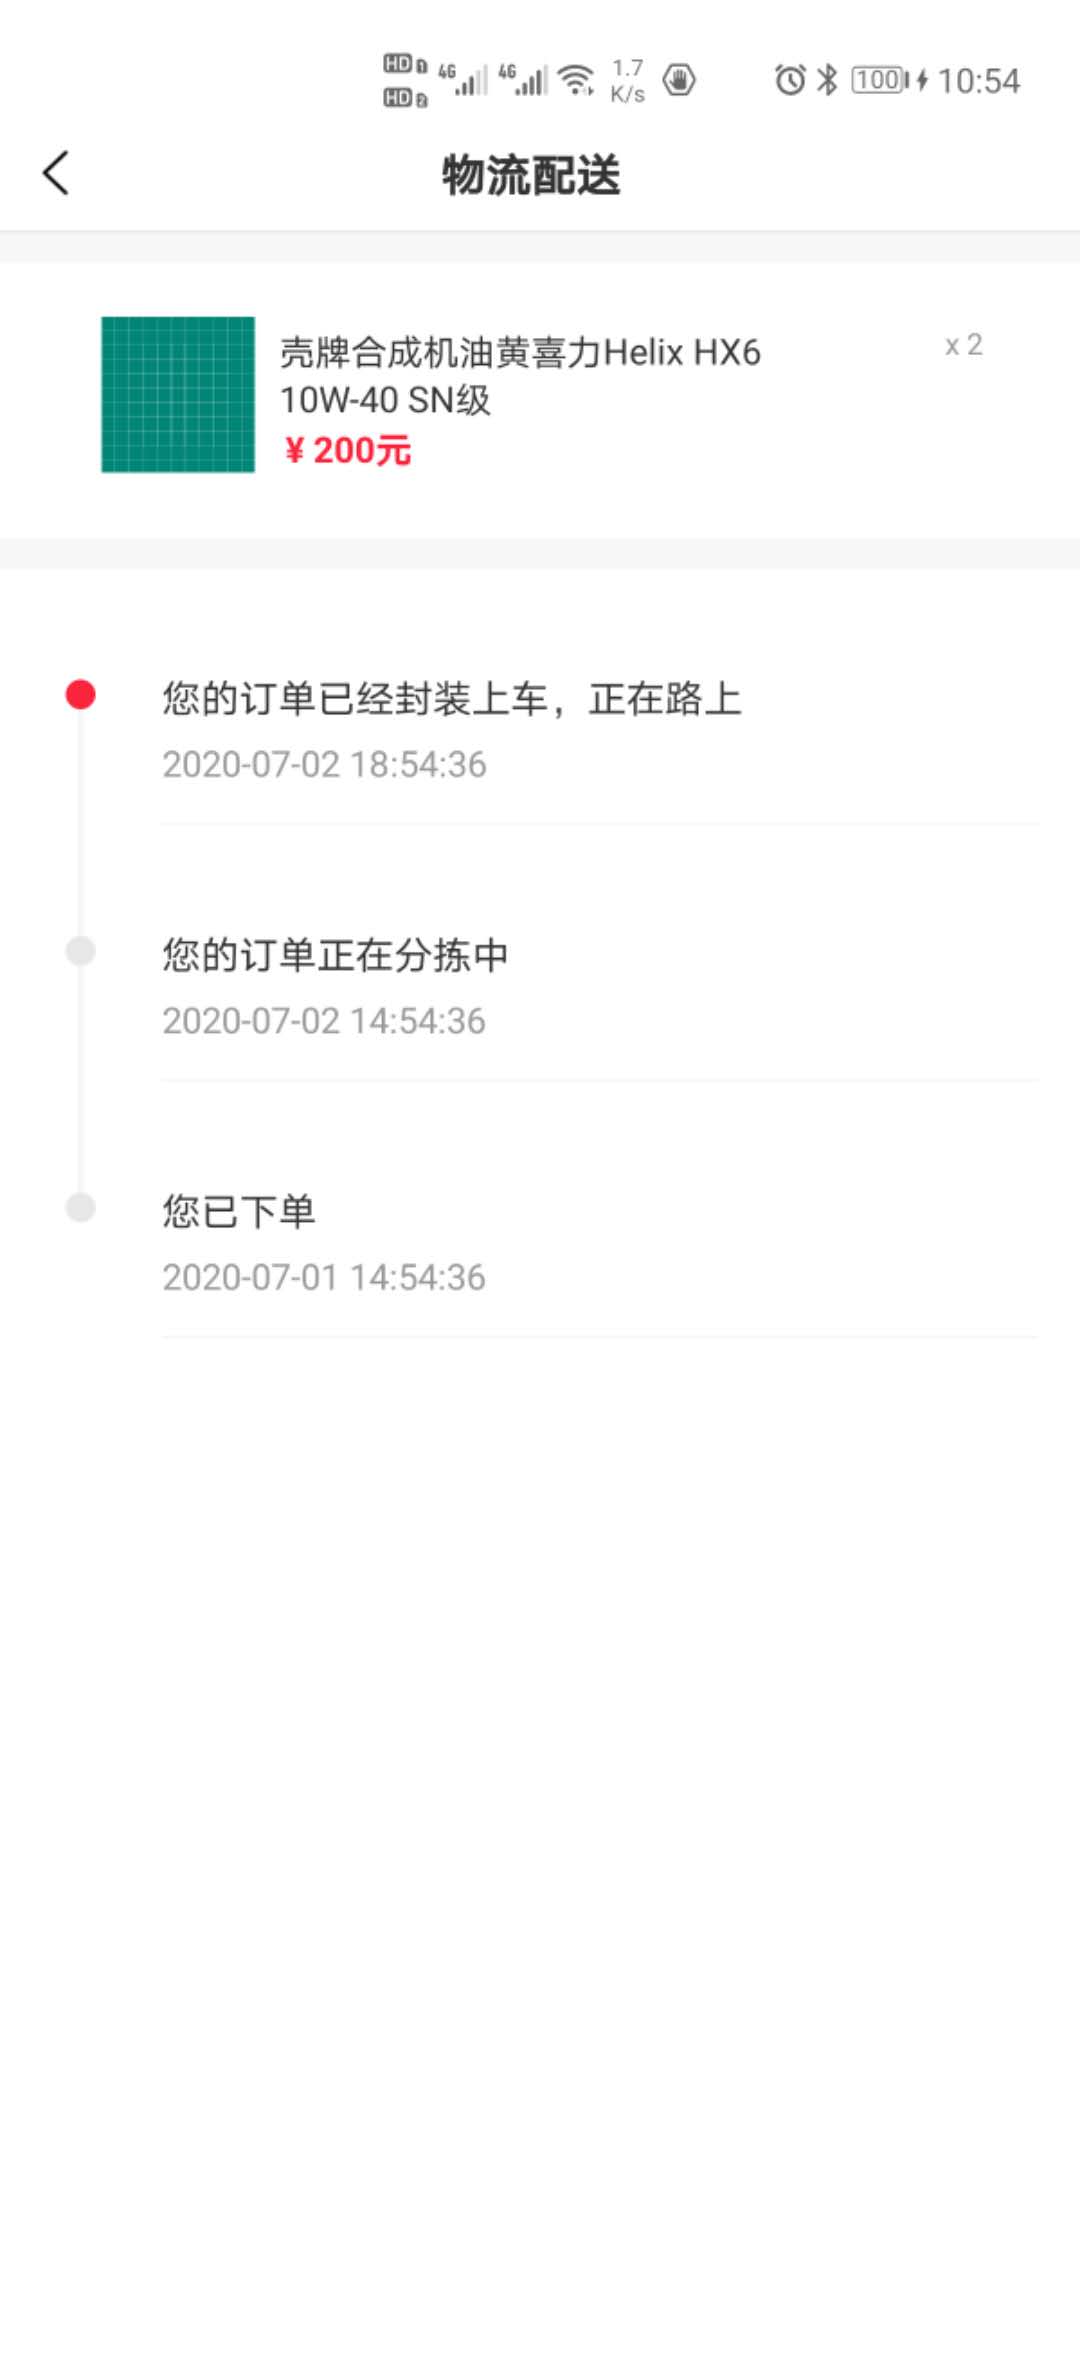 HD 1 4G 4G 1.7 100 10:54
HD 2 K/s
物流配送
壳牌合成机油黄喜力Helix HX6 x 2
10W-40 SN级
¥ 200元
您的订单已经封装上车，正在路上
2020-07-02 18:54:36
您的订单正在分拣中
2020-07-02 14:54:36
您已下单
2020-07-01 14:54:36